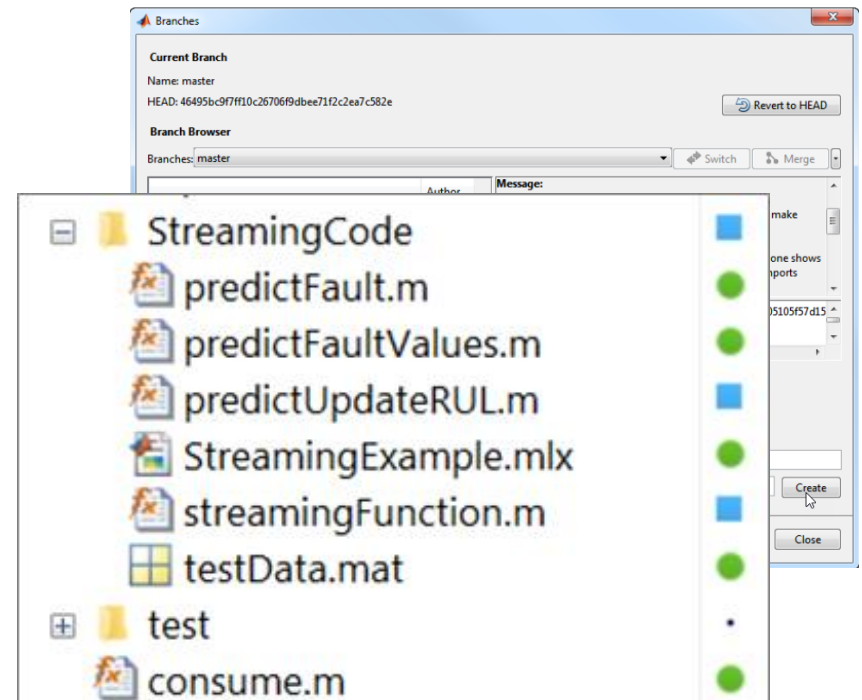 Branches
Current Branch
Name: master
HEAD: 46495bc9f7ff10c26706f9dbee71f2c2ea7c582e
Revert to HEAD
Branch Browser
Branches: master
Switch
Merge
Author
Message:
make
one shows
nports
05105f57d15
Create
Close
StreamingCode
predictFault.m
predictFaultValues.m
predictUpdateRUL.m
StreamingExample.mlx
streamingFunction.m
testData.mat
test
consume.m